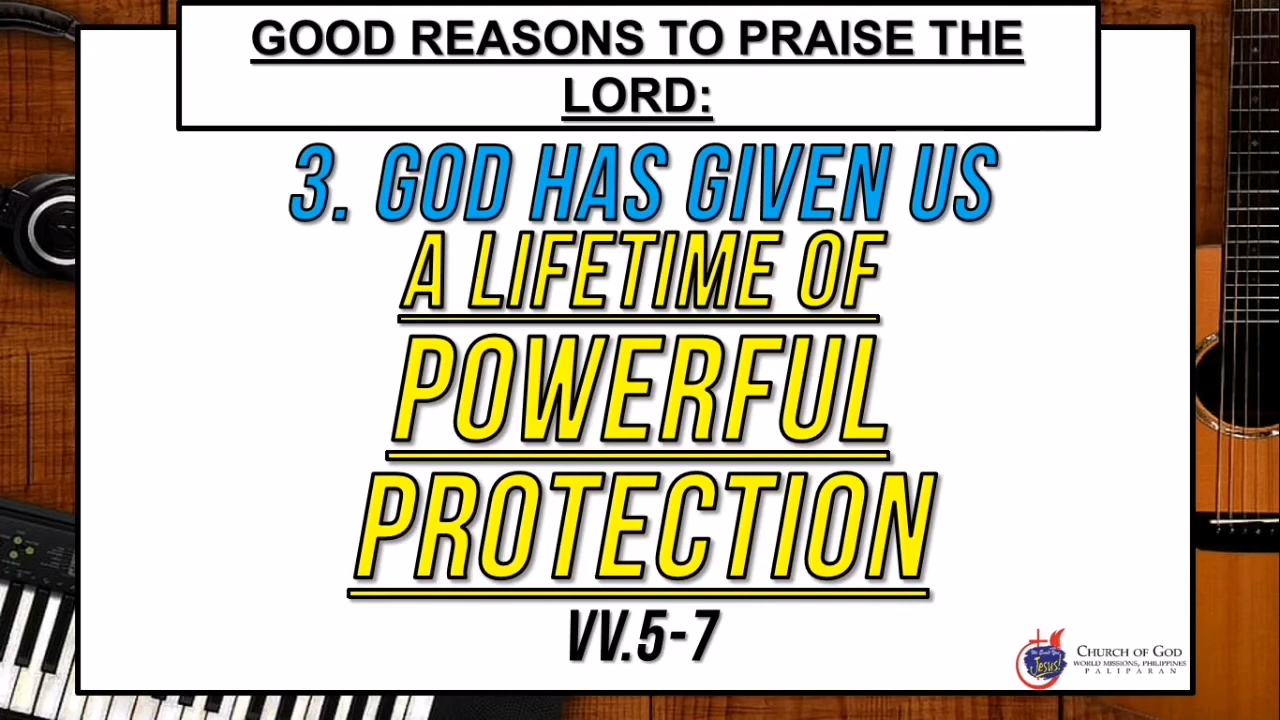 GOOD REASONS TO PRAISE THE
LORD:
3. GOD HAS GIVEN US
A LIFETIME OF
POWERFUL
PROTECTION
VV.5-7
Jesus!
CHURCH OF GOD
WORLD MISSIONS, PHILIPPINES
PALIPARAN